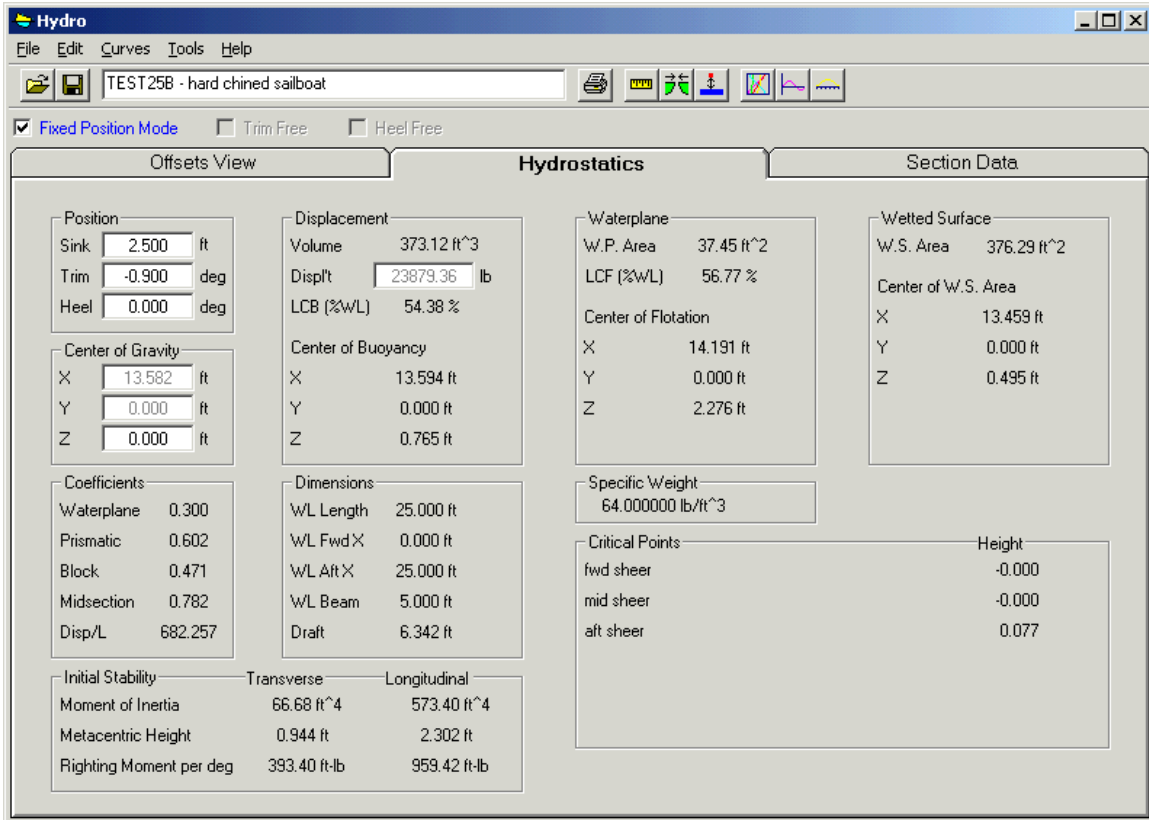 Hydro
File Edit Curves Tools Help
TEST25B - hard chined sailboat
Fixed Position Mode Trim Free Heel Free
Offsets View Hydrostatics Section Data
Position
Sink 2.500 ft
Trim -0.900 deg
Heel 0.000 deg
Center of Gravity
X 13.582 ft
Y 0.000 ft
Z 0.000 ft
Displacement
Volume 373.12 ft^3
Displ't 23879.36 lb
LCB (%WL) 54.38 %
Center of Buoyancy
X 13.594 ft
Y 0.000 ft
Z 0.765 ft
Waterplane
W.P. Area 37.45 ft^2
LCF (%WL) 56.77 %
Center of Flotation
X 14.191 ft
Y 0.000 ft
Z 2.276 ft
Wetted Surface
W.S. Area 376.29 ft^2
Center of W.S. Area
X 13.459 ft
Y 0.000 ft
Z 0.495 ft
Coefficients
Waterplane 0.300
Prismatic 0.602
Block 0.471
Midsection 0.782
Disp/L 682.257
Dimensions
WL Length 25.000 ft
WL Fwd X 0.000 ft
WL Aft X 25.000 ft
WL Beam 5.000 ft
Draft 6.342 ft
Specific Weight
64.000000 lb/ft^3
Critical Points Height
fwd sheer -0.000
mid sheer -0.000
aft sheer 0.077
Initial Stability Transverse Longitudinal
Moment of Inertia 66.68 ft^4 573.40 ft^4
Metacentric Height 0.944 ft 2.302 ft
Righting Moment per deg 393.40 ft-lb 959.42 ft-lb